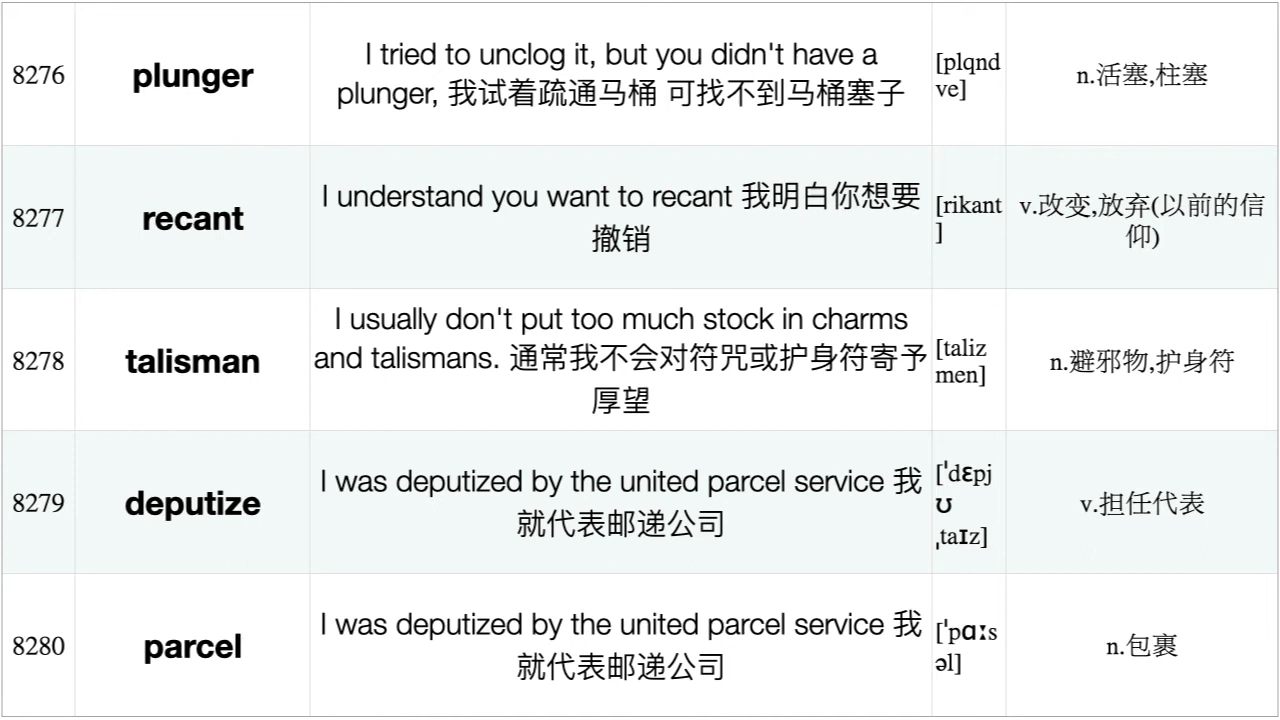 8276
plunger
I tried to unclog it, but you didn't have a
plunger, 我试着疏通马桶 可找不到马桶塞子
[plqnd
ve]
n.活塞,柱塞
8277
recant
I understand you want to recant 我明白你想要
撤销
[rikant
]
v.改变,放弃(以前的信
仰)
8278
talisman
I usually don't put too much stock in charms
and talismans. 通常我不会对符咒或护身符寄予
厚望
[taliz
men]
n.避邪物,护身符
8279
deputize
I was deputized by the united parcel service 我
就代表邮递公司
[ˈdɛpj
ʊ
ˌtaɪz]
v.担任代表
8280
parcel
I was deputized by the united parcel service 我
就代表邮递公司
[ˈpɑːs
əl]
n.包裹